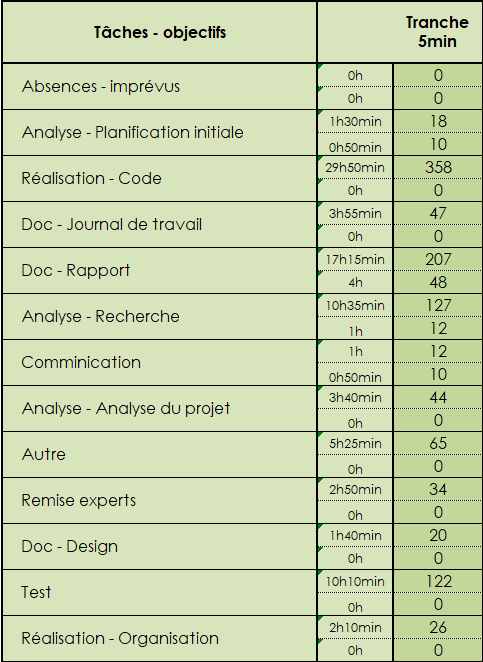 Tâches - objectifs
Tranche
5min
Absences - imprévus
0h 0
0h 0
Analyse - Planification initiale
1h30min 18
0h50min 10
Réalisation - Code
29h50min 358
0h 0
Doc - Journal de travail
3h55min 47
0h 0
Doc - Rapport
17h15min 207
4h 48
Analyse - Recherche
10h35min 127
1h 12
Comminication
1h 12
0h50min 10
Analyse - Analyse du projet
3h40min 44
0h 0
Autre
5h25min 65
0h 0
Remise experts
2h50min 34
0h 0
Doc - Design
1h40min 20
0h 0
Test
10h10min 122
0h 0
Réalisation - Organisation
2h10min 26
0h 0